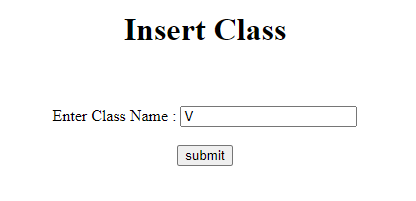 Insert Class
Enter Class Name : V
submit